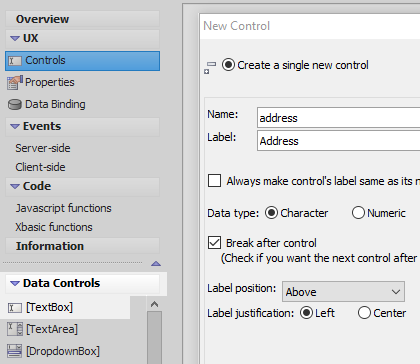 Overview
UX
Controls
Properties
Data Binding
Events
Server-side
Client-side
Code
Javascript functions
Xbasic functions
Information
Data Controls
[TextBox]
[TextArea]
[DropdownBox]
New Control
Create a single new control
Name: address
Label: Address
Always make control's label same as its
Data type: Character Numeric
Break after control
(Check if you want the next control after
Label position: Above
Label justification: Left Center